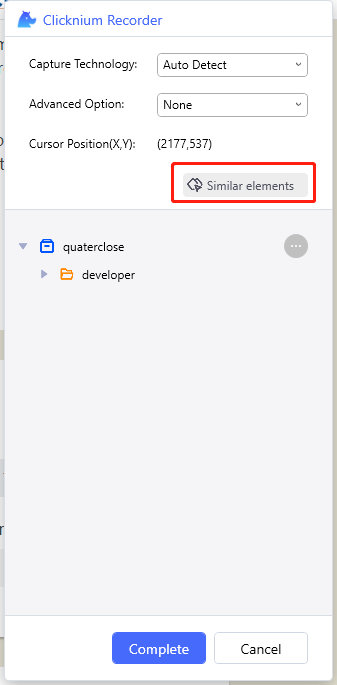 Clicknium Recorder
Capture Technology: Auto Detect
Advanced Option: None
Cursor Position(X,Y): (2177,537)
Similar elements
quaterclose
developer
Complete Cancel